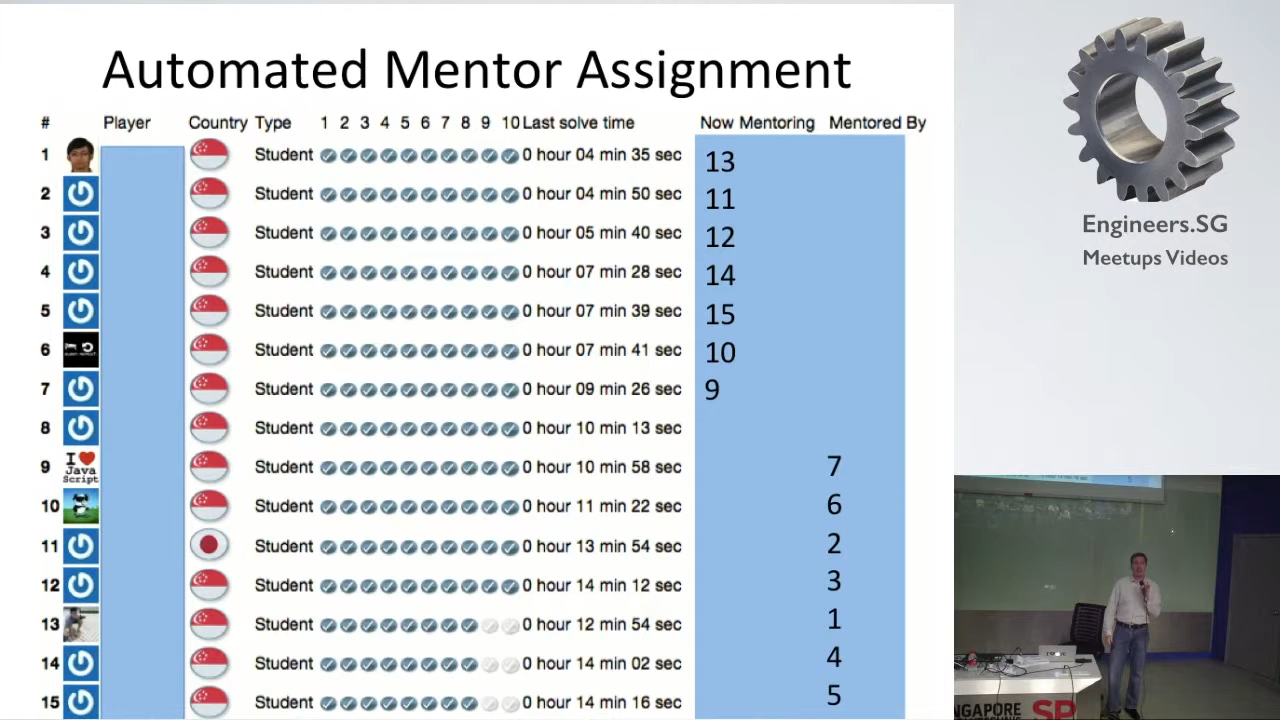 Automated Mentor Assignment
# Player Country Type 1 2 3 4 5 6 7 8 9 10 Last solve time Now Mentoring Mentored By
1 Student 0 hour 04 min 35 sec 13
2 Student 0 hour 04 min 50 sec 11
3 Student 0 hour 05 min 40 sec 12
4 Student 0 hour 07 min 28 sec 14
5 Student 0 hour 07 min 39 sec 15
6 Student 0 hour 07 min 41 sec 10
7 Student 0 hour 09 min 26 sec 9
8 Student 0 hour 10 min 13 sec
9 I Java Script Student 0 hour 10 min 58 sec 7
10 Student 0 hour 11 min 22 sec 6
11 Student 0 hour 13 min 54 sec 2
12 Student 0 hour 14 min 12 sec 3
13 Student 0 hour 12 min 54 sec 1
14 Student 0 hour 14 min 02 sec 4
15 Student 0 hour 14 min 16 sec 5
Engineers.SG
Meetups Videos
NGAPORE SP